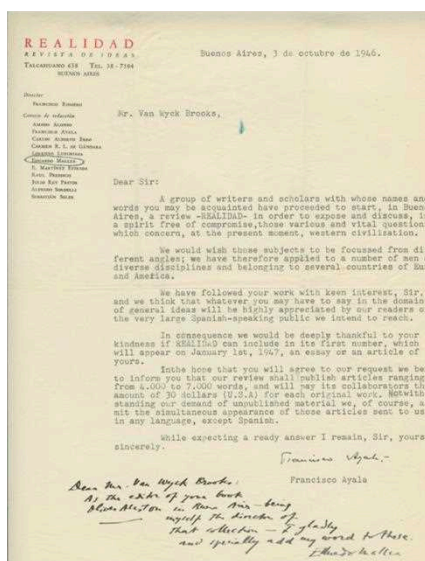 REALIDAD
REVISTA DE IDEAS
TALCAHUANO 638 TEL. 38 - 7194
BUENOS AIRES
Buenos Aires, 3 de octubre de 1946.
Director
FRANCISCO ROMERO
Consejo de redacción
AMADO ALONSO
FRANCISCO AYALA
CARLOS ALBERTO ERRO
CARMEN R. L. DE GÁNDARA
LORENZO LUZURIAGA
EDUARDO MALLEA
E. MARTÍNEZ ESTRADA
RAÚL PREBISCH
JULIO REY PASTOR
SEBASTIÁN SOLER
Mr. Van Wyck Brooks,
Dear Sir:
A group of writers and scholars with whose names an
words you may be acquainted have proceeded to start, in Buen
Aires, a review -REALIDAD- in order to expose and discuss, i
a spirit free of compromise,those various and vital question
which concern, at the present moment, western civilization.
We would wish those subjects to be focussed from di
ferent angles; we have therefore applied to a number of men
diverse disciplines and belonging to several countries of Eu
and America.
We have followed your work with keen interest, Sir,
and we think that whatever you may have to say in the domain
of general ideas will be highly appreciated by our readers o
the very large Spanish-speaking public we intend to reach.
In consequence we would be deeply thankful to your
kindness if REALIDAD can include in its first number, which
will appear on January 1st, 1947, an essay or an article of
yours.
Inthe hope that you will agree to our request we be
to inform you that our review shall publish articles ranging
from 4.000 to 7.000 words, and will pay its collaborators th
amount of 30 dollars (U.S.A) for each original work. Notwith
standing our demand of unpublished material we, of course, a
mit the simultaneous appearance of those articles sent to us
in any language, except Spanish.
While expecting a ready answer I remain, Sir, yours
sincerely.
Francisco Ayala
Francisco Ayala
Dear Mr. Van Wyck Brooks:
As the editor of your book
Oliver Allston in Buenos Aires - being
myself the director of
that collection - I gladly
and specially add my word to these.
Eduardo Mallea